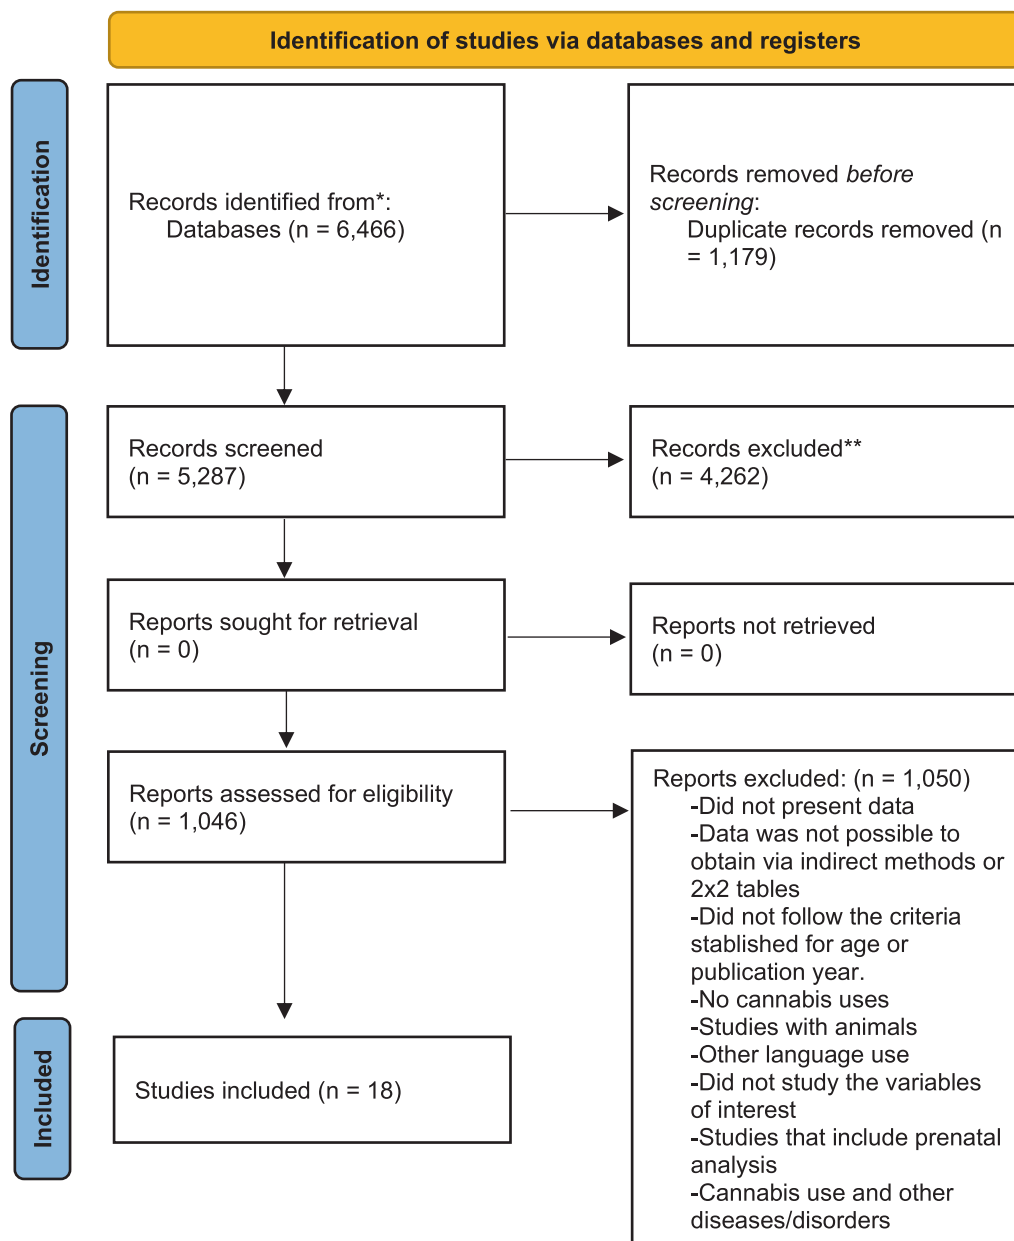 Identification of studies via databases and registers
Identification
Records identified from*:
Databases (n = 6,466)
Records removed before
screening:
Duplicate records removed (n
= 1,179)
Screening
Records screened
(n = 5,287)
Records excluded**
(n = 4,262)
Reports sought for retrieval
(n = 0)
Reports not retrieved
(n = 0)
Reports assessed for eligibility
(n = 1,046)
Reports excluded: (n = 1,050)
-Did not present data
-Data was not possible to
obtain via indirect methods or
2x2 tables
-Did not follow the criteria
stablished for age or
publication year.
-No cannabis uses
-Studies with animals
-Other language use
-Did not study the variables
of interest
-Studies that include prenatal
analysis
-Cannabis use and other
diseases/disorders
Included
Studies included (n = 18)